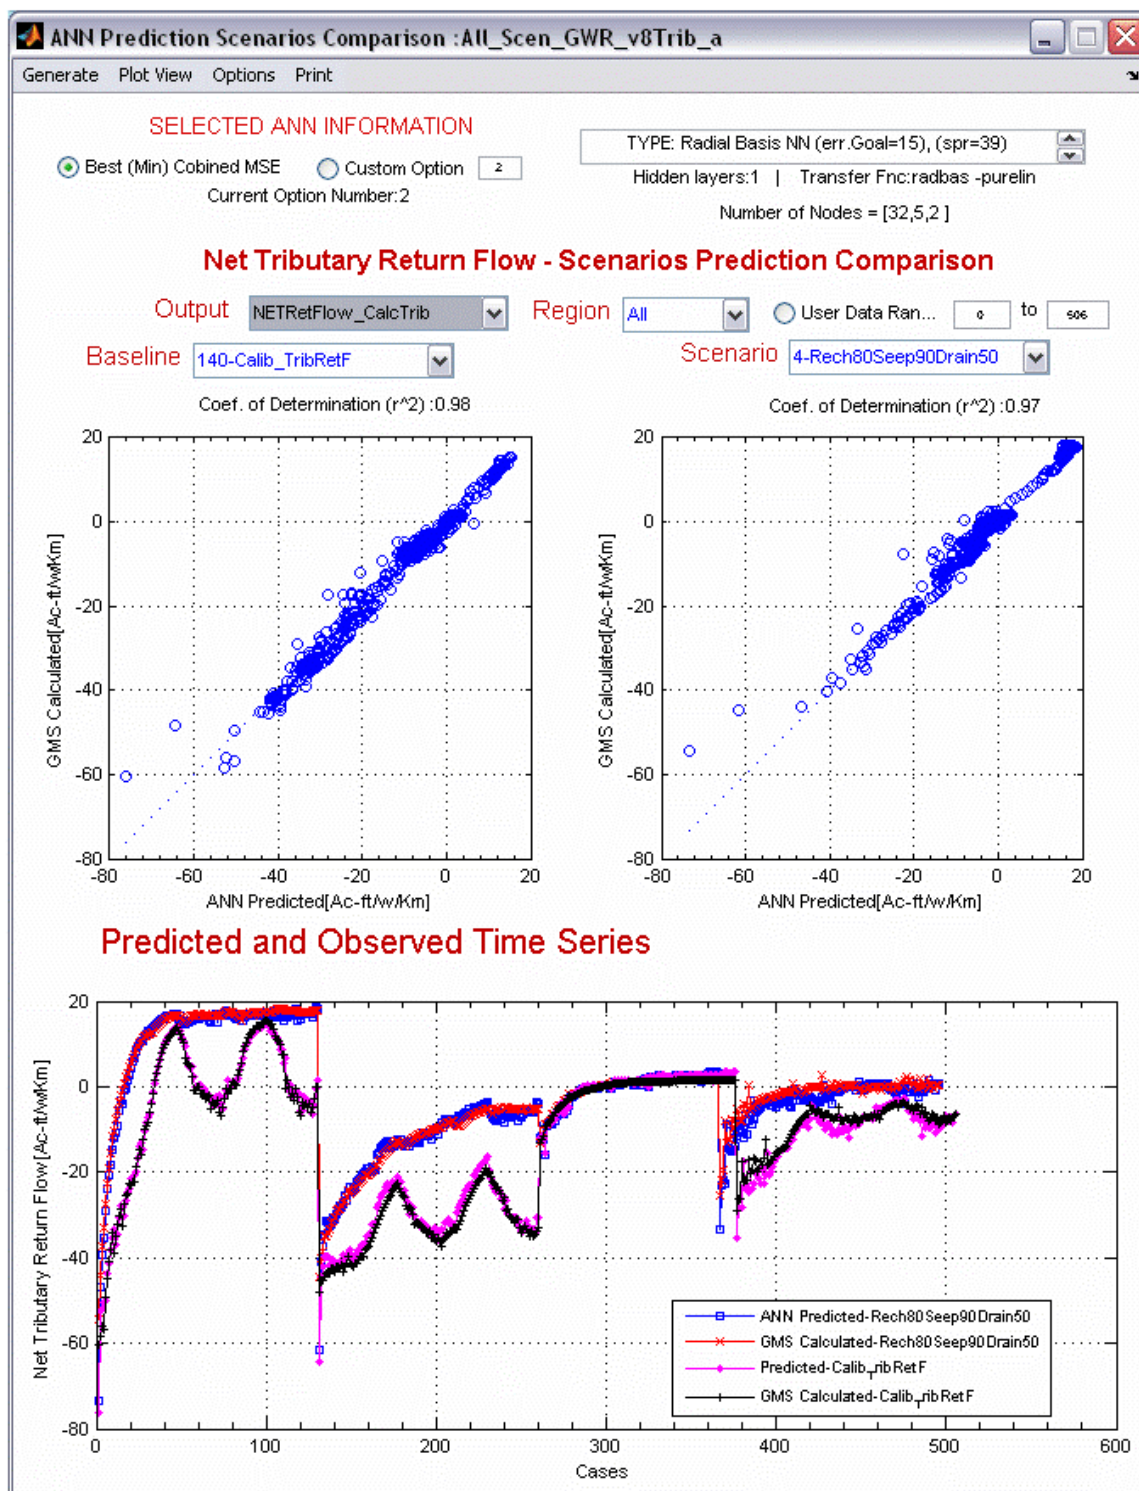 ANN Prediction Scenarios Comparison :All_Scen_GWR_v8Trib_a
Generate Plot View Options Print
SELECTED ANN INFORMATION
Best (Min) Cobined MSE Custom Option 2
Current Option Number:2
TYPE: Radial Basis NN (err.Goal=15), (spr=39)
Hidden layers:1 | Transfer Fnc:radbas -purelin
Number of Nodes = [32,5,2 ]
Net Tributary Return Flow - Scenarios Prediction Comparison
Output NETRetFlow_CalcTrib Region All User Data Ran... 0 to 506
Baseline 140-Calib_TribRetF Scenario 4-Rech80Seep90Drain50
Coef. of Determination (r^2) :0.98
20
0
-20
-40
-60
-80
GMS Calculated[Ac-ft/w/Km]
-80 -60 -40 -20 0 20
ANN Predicted[Ac-ft/w/Km]
Coef. of Determination (r^2) :0.97
20
0
-20
-40
-60
-80
GMS Calculated[Ac-ft/w/Km]
-80 -60 -40 -20 0 20
ANN Predicted[Ac-ft/w/Km]
Predicted and Observed Time Series
20
0
-20
-40
-60
-80
Net Tributary Return Flow[Ac-ft/w/Km]
0 100 200 300 400 500 600
Cases
ANN Predicted-Rech80Seep90Drain50
GMS Calculated-Rech80Seep90Drain50
Predicted-Calib_TribRetF
GMS Calculated-Calib_TribRetF